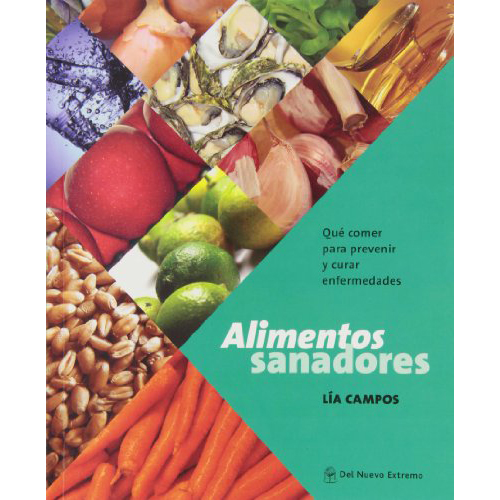 Qué comer
para prevenir
y curar
enfermedades
Alimentos
sanadores
LÍA CAMPOS
Del Nuevo Extremo